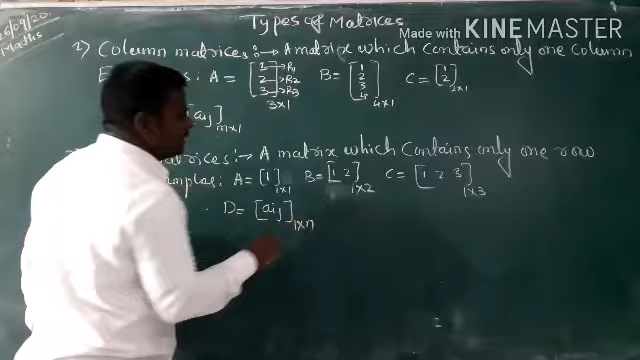 26/09/20
Maths
Types of Matrices
Made with KINEMASTER
1) Column matrices :→ A matrix which contains only one column
A = [1 2 3]3×1 →R1 →R2 →R3 B = [1 2 3 4]4×1 C = [1 2]2×1
[aij]m×1
matrices :→ A matrix which contains only one row
A = [1]1×1 B = [1 2]1×2 C = [1 2 3]1×3
D = [aij]1×n